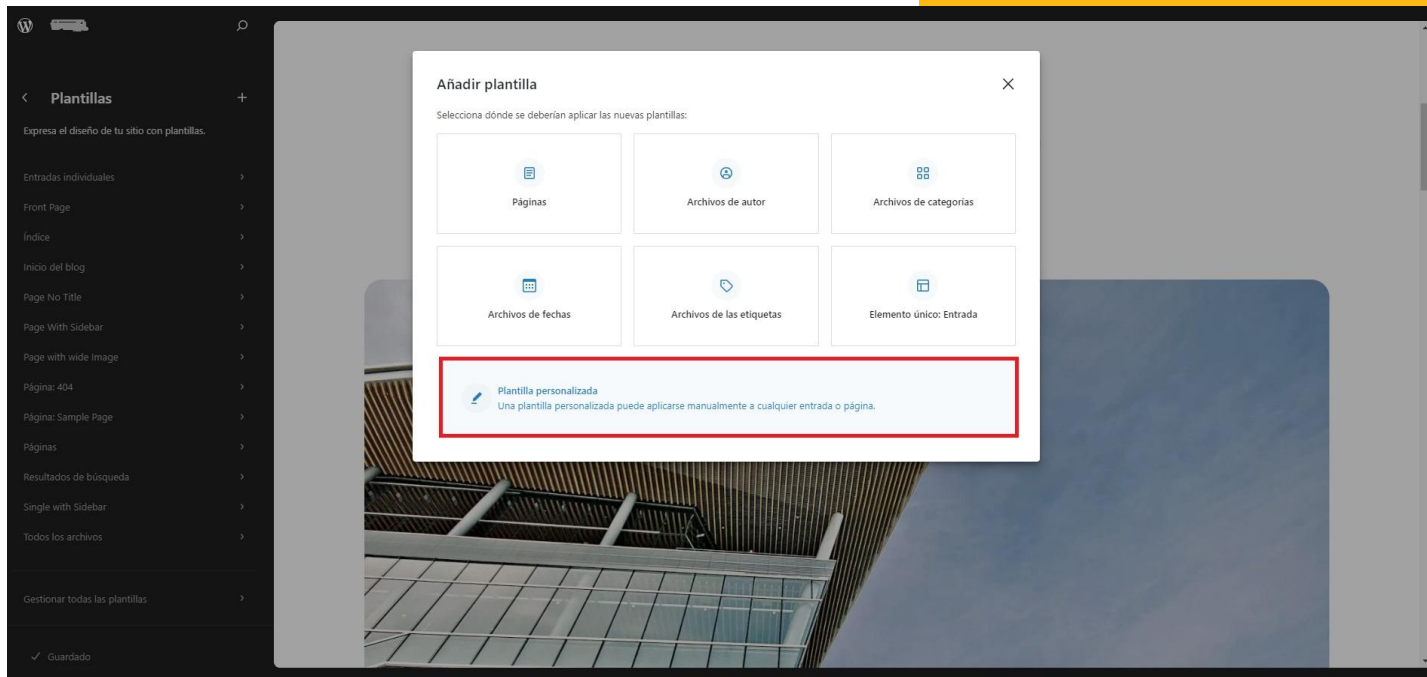 Plantillas
Expresa el diseño de tu sitio con plantillas.
Entradas individuales
Front Page
Índice
Inicio del blog
Page No Title
Page With Sidebar
Page with wide Image
Página: 404
Página: Sample Page
Páginas
Resultados de búsqueda
Single with Sidebar
Todos los archivos
Gestionar todas las plantillas
Guardado
Añadir plantilla
Selecciona dónde se deberían aplicar las nuevas plantillas:
Páginas
Archivos de autor
Archivos de categorías
Archivos de fechas
Archivos de las etiquetas
Elemento único: Entrada
Plantilla personalizada
Una plantilla personalizada puede aplicarse manualmente a cualquier entrada o página.